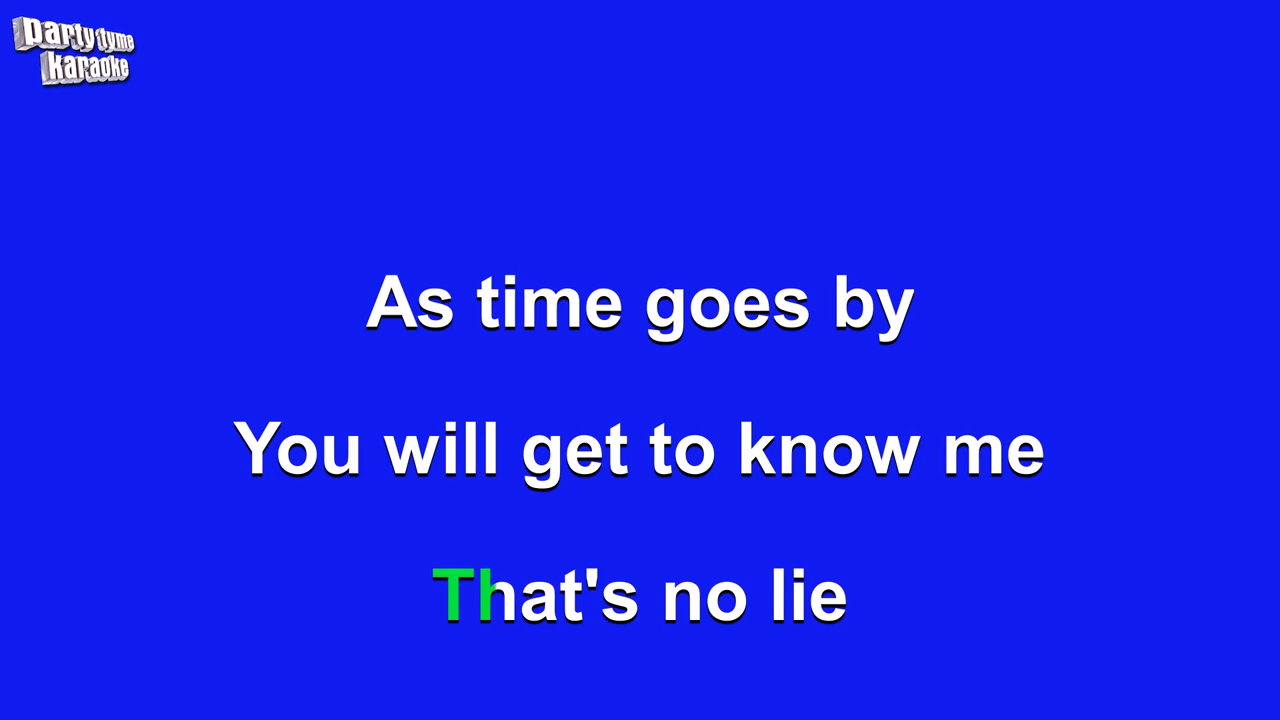 party tyme
karaoke
As time goes by
You will get to know me
That's no lie